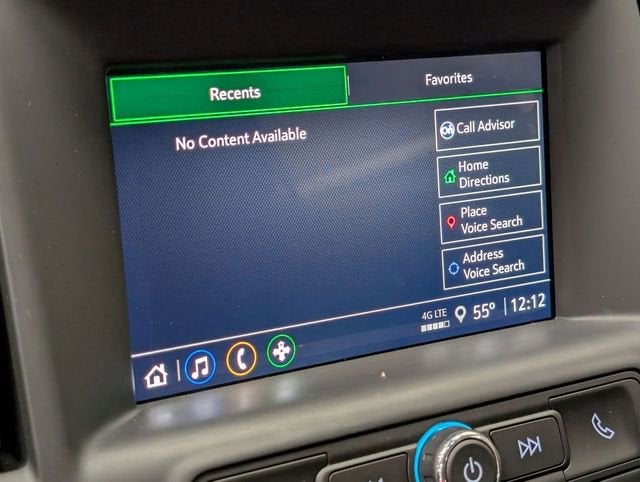 Recents
Favorites
No Content Available
ON
Call Advisor
Home
Directions
Place
Voice Search
Address
Voice Search
4G LTE
55°
12:12